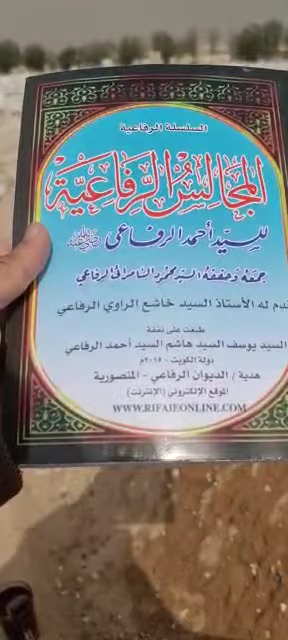 السلسلة الرفاعية
المجالس الرفاعية
للسيد أحمد الرفاعي
جمعه وحققه السيد محمود السامرائي الرفاعي
قدم له الأستاذ السيد خاشع الراوي الرفاعي
طبعت على نفقة
السيد يوسف السيد هاشم السيد أحمد الرفاعي
دولة الكويت - ٢٠١٥م
هدية / الديوان الرفاعي - المنصورية
الموقع الإلكتروني (الإنترنت)
WWW.RIFAIEONLINE.COM